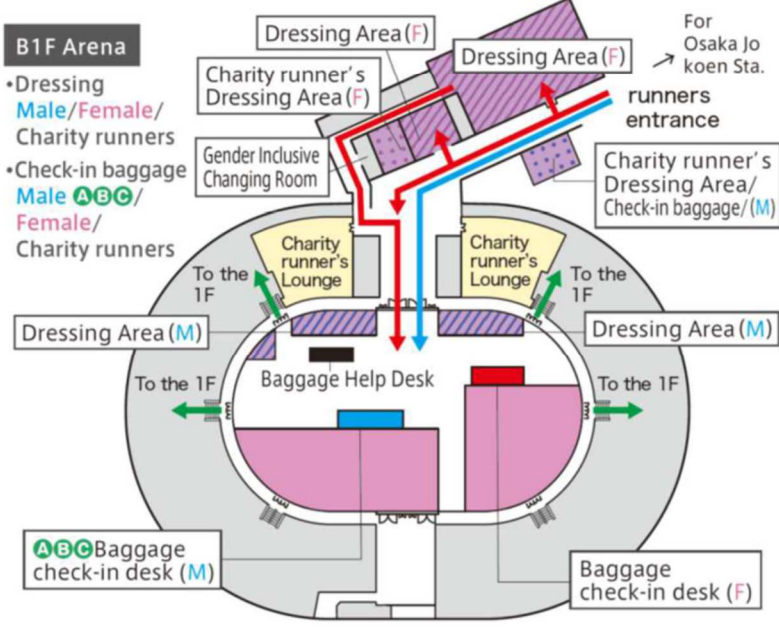 B1F Arena
•Dressing
Male/Female/
Charity runners
•Check-in baggage
Male ABC/
Female/
Charity runners
Dressing Area(F)
Charity runner's
Dressing Area(F)
Gender Inclusive
Changing Room
Dressing Area(F)
For
Osaka Jo
koen Sta.
runners
entrance
Charity runner's
Dressing Area/
Check-in baggage/(M)
Charity
runner's
Lounge
Charity
runner's
Lounge
To the
1F
To the
1F
Dressing Area(M)
Dressing Area(M)
Baggage Help Desk
To the 1F
To the 1F
ABCBaggage
check-in desk(M)
Baggage
check-in desk(F)